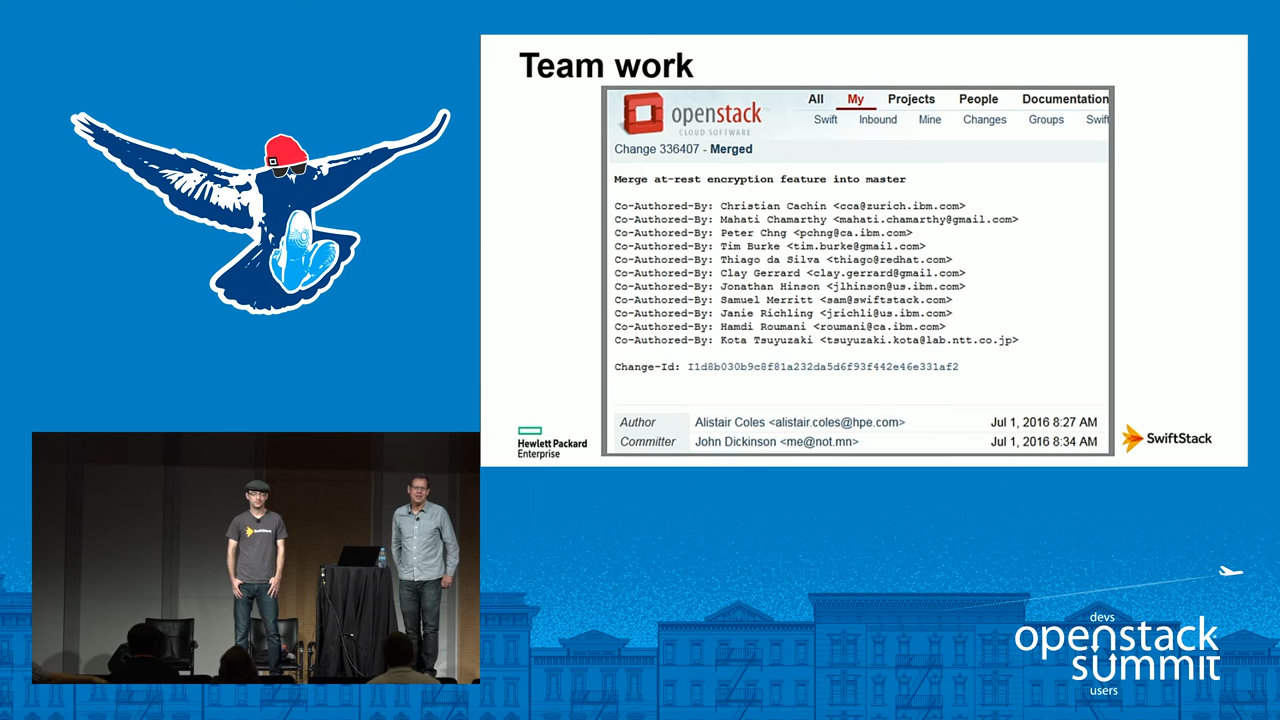 Team work
openstack
CLOUD SOFTWARE
All My Projects People Documentation
Swift Inbound Mine Changes Groups Swift
Change 336407 - Merged
Merge at-rest encryption feature into master
Co-Authored-By: Christian Cachin <cca@zurich.ibm.com>
Co-Authored-By: Mahati Chamarthy <mahati.chamarthy@gmail.com>
Co-Authored-By: Peter Chng <pchng@ca.ibm.com>
Co-Authored-By: Tim Burke <tim.burke@gmail.com>
Co-Authored-By: Thiago da Silva <thiago@redhat.com>
Co-Authored-By: Clay Gerrard <clay.gerrard@gmail.com>
Co-Authored-By: Jonathan Hinson <jlhinson@us.ibm.com>
Co-Authored-By: Samuel Merritt <sam@swiftstack.com>
Co-Authored-By: Janie Richling <jrichli@us.ibm.com>
Co-Authored-By: Hamdi Roumani <roumani@ca.ibm.com>
Co-Authored-By: Kota Tsuyuzaki <tsuyuzaki.kota@lab.ntt.co.jp>
Change-Id: I1d8b030b9c8f81a232da5d6f93f442e46e331af2
Author Alistair Coles <alistair.coles@hpe.com> Jul 1, 2016 8:27 AM
Committer John Dickinson <me@not.mn> Jul 1, 2016 8:34 AM
Hewlett Packard
Enterprise
SwiftStack
devs
openstack
summit
users